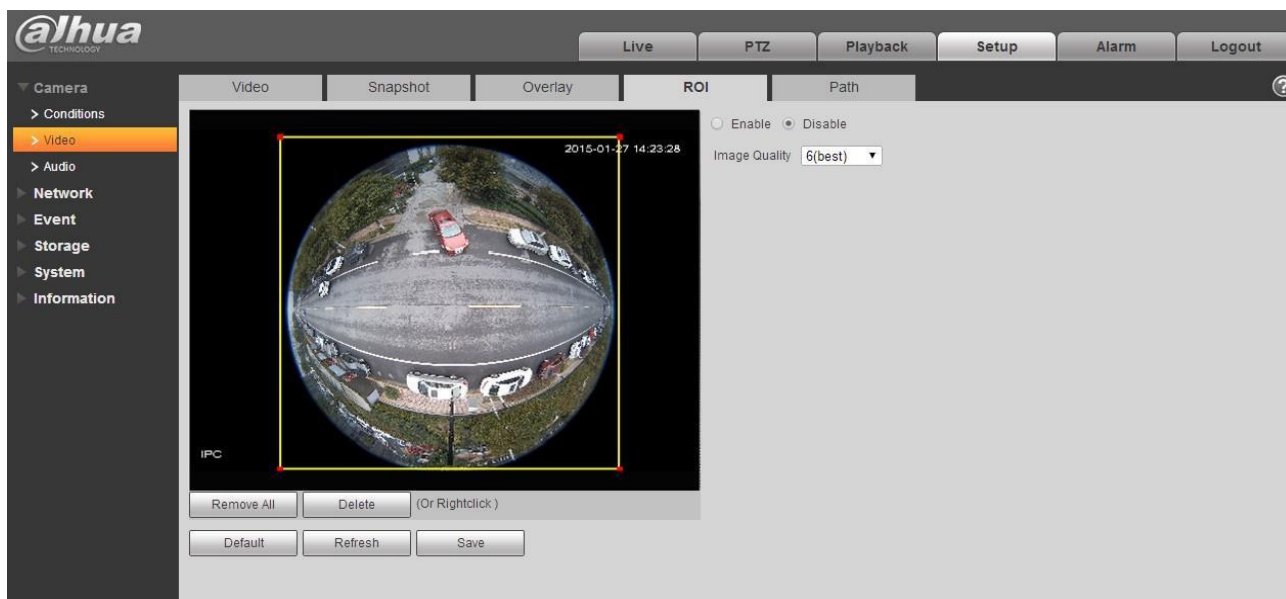 alhua
TECHNOLOGY
Live PTZ Playback Setup Alarm Logout
Camera
Conditions
Video
Audio
Network
Event
Storage
System
Information
Video Snapshot Overlay ROI Path ?
2015-01-27 14:23:28
IPC
Enable Disable
Image Quality 6(best)
Remove All Delete (Or Rightclick )
Default Refresh Save